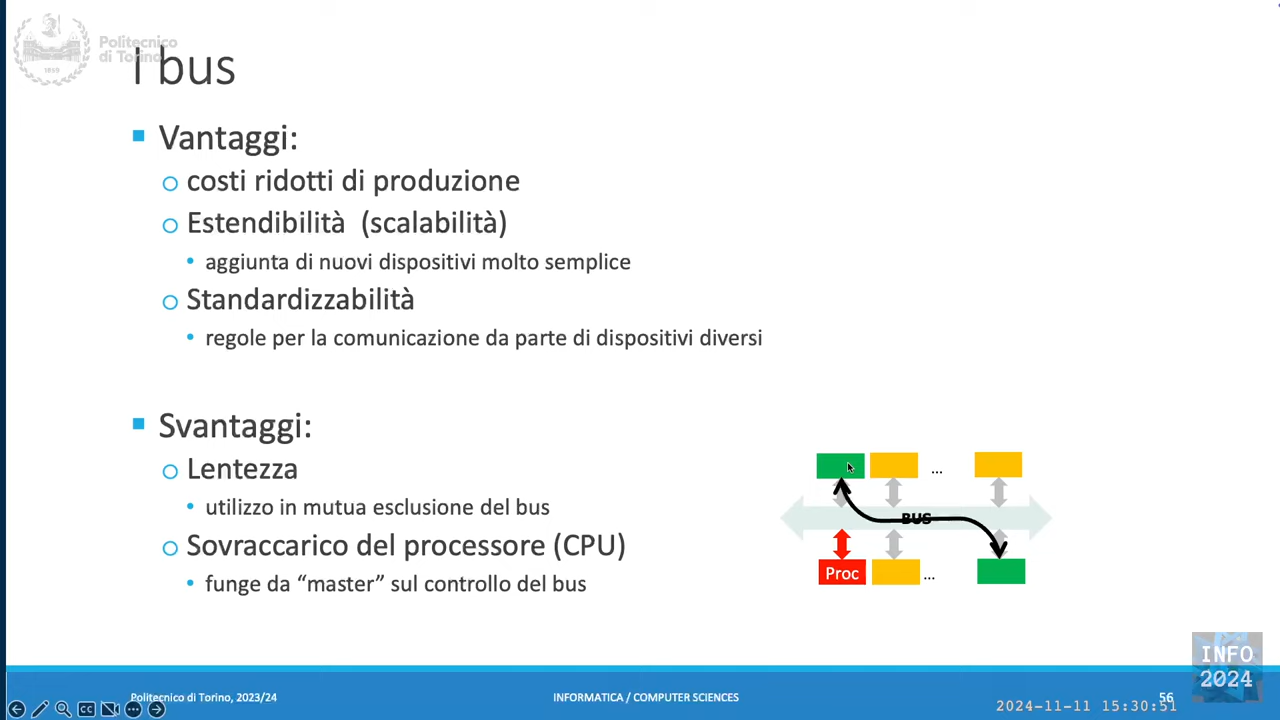 Politecnico
di Torino
I bus
Vantaggi:
costi ridotti di produzione
Estendibilità (scalabilità)
aggiunta di nuovi dispositivi molto semplice
Standardizzabilità
regole per la comunicazione da parte di dispositivi diversi
Svantaggi:
Lentezza
utilizzo in mutua esclusione del bus
Sovraccarico del processore (CPU)
funge da “master” sul controllo del bus
...
BUS
Proc
...
INFO
2024
Politecnico di Torino, 2023/24
INFORMATICA / COMPUTER SCIENCES
56
CC
2024-11-11 15:30:51